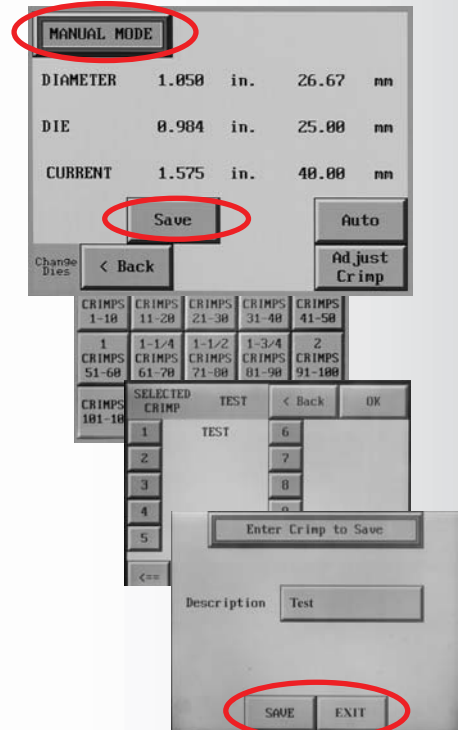 MANUAL MODE
DIAMETER 1.050 in. 26.67 mm
DIE 0.984 in. 25.00 mm
CURRENT 1.575 in. 40.00 mm
Save Auto
Change Dies < Back Adjust Crimp
CRIMPS 1-10 CRIMPS 11-20 CRIMPS 21-30 CRIMPS 31-40 CRIMPS 41-50
1 CRIMPS 51-60 1-1/4 CRIMPS 61-70 1-1/2 CRIMPS 71-80 1-3/4 CRIMPS 81-90 2 CRIMPS 91-100
CRIMPS 101-10
SELECTED CRIMP TEST < Back OK
1 TEST 6
2 7
3 8
4
5
<==
Enter Crimp to Save
Description Test
SAVE EXIT